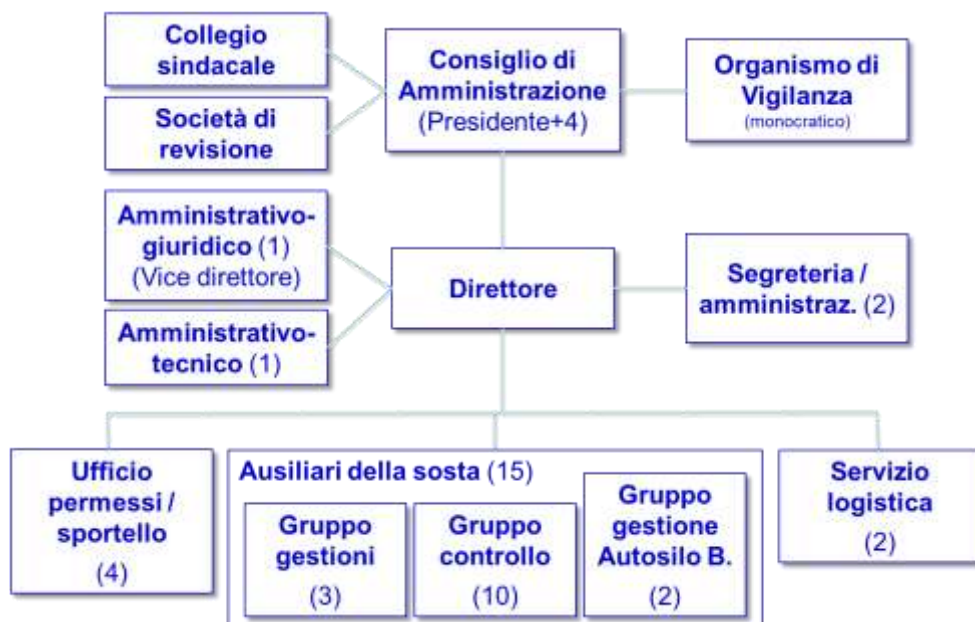 Collegio
sindacale
Società di
revisione
Consiglio di
Amministrazione
(Presidente+4)
Organismo di
Vigilanza
(monocratico)
Amministrativo-
giuridico (1)
(Vice direttore)
Amministrativo-
tecnico (1)
Direttore
Segreteria /
amministraz. (2)
Ufficio
permessi /
sportello
(4)
Ausiliari della sosta (15)
Gruppo
gestioni
(3)
Gruppo
controllo
(10)
Gruppo
gestione
Autosilo B.
(2)
Servizio
logistica
(2)